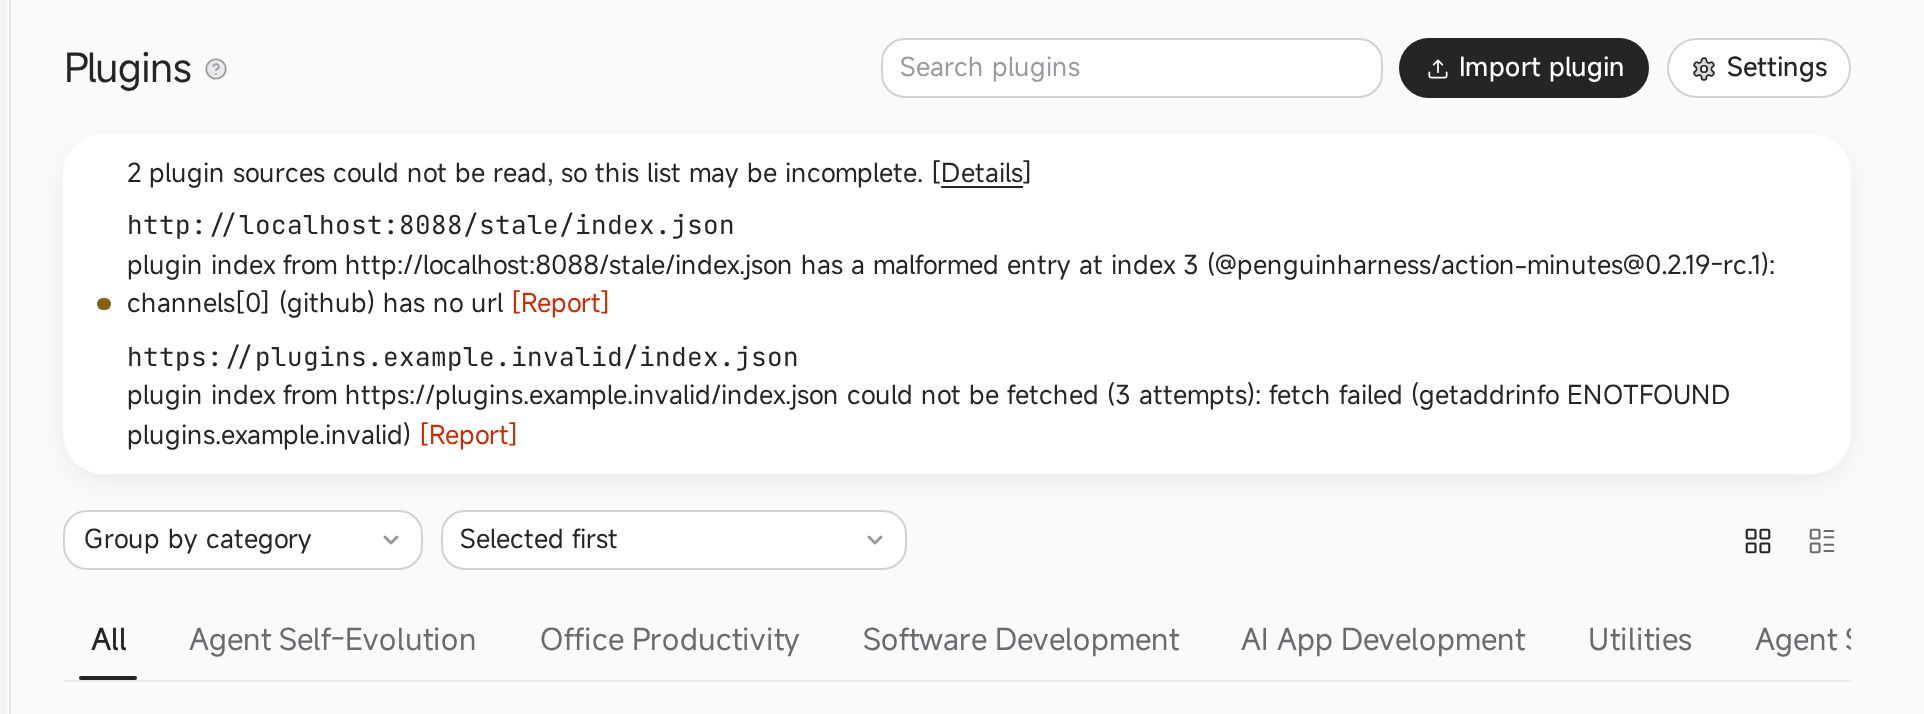 Plugins
Search plugins
Import plugin
Settings
2 plugin sources could not be read, so this list may be incomplete. [Details]
http://localhost:8088/stale/index.json
plugin index from http://localhost:8088/stale/index.json has a malformed entry at index 3 (@penguinharness/action-minutes@0.2.19-rc.1):
channels[0] (github) has no url [Report]
https://plugins.example.invalid/index.json
plugin index from https://plugins.example.invalid/index.json could not be fetched (3 attempts): fetch failed (getaddrinfo ENOTFOUND
plugins.example.invalid) [Report]
Group by category
Selected first
All
Agent Self-Evolution
Office Productivity
Software Development
AI App Development
Utilities
Agent